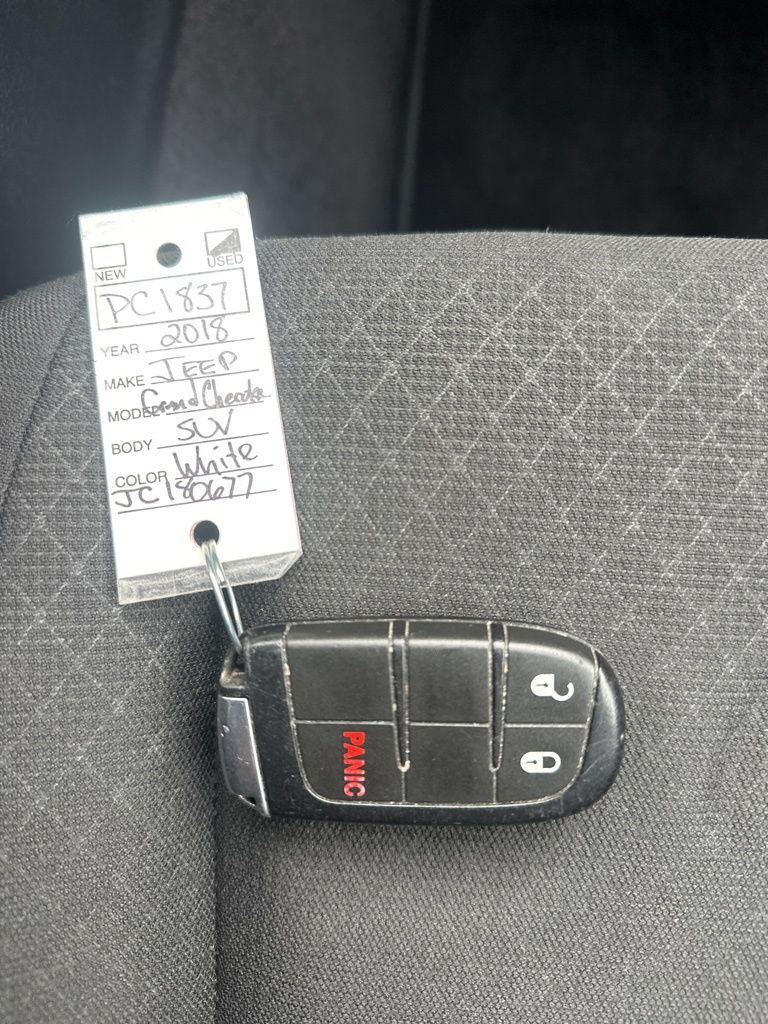 NEW USED
PC1837
YEAR 2018
MAKE JEEP
MODEL Grand Cherokee
BODY SUV
COLOR White
JC180677
PANIC